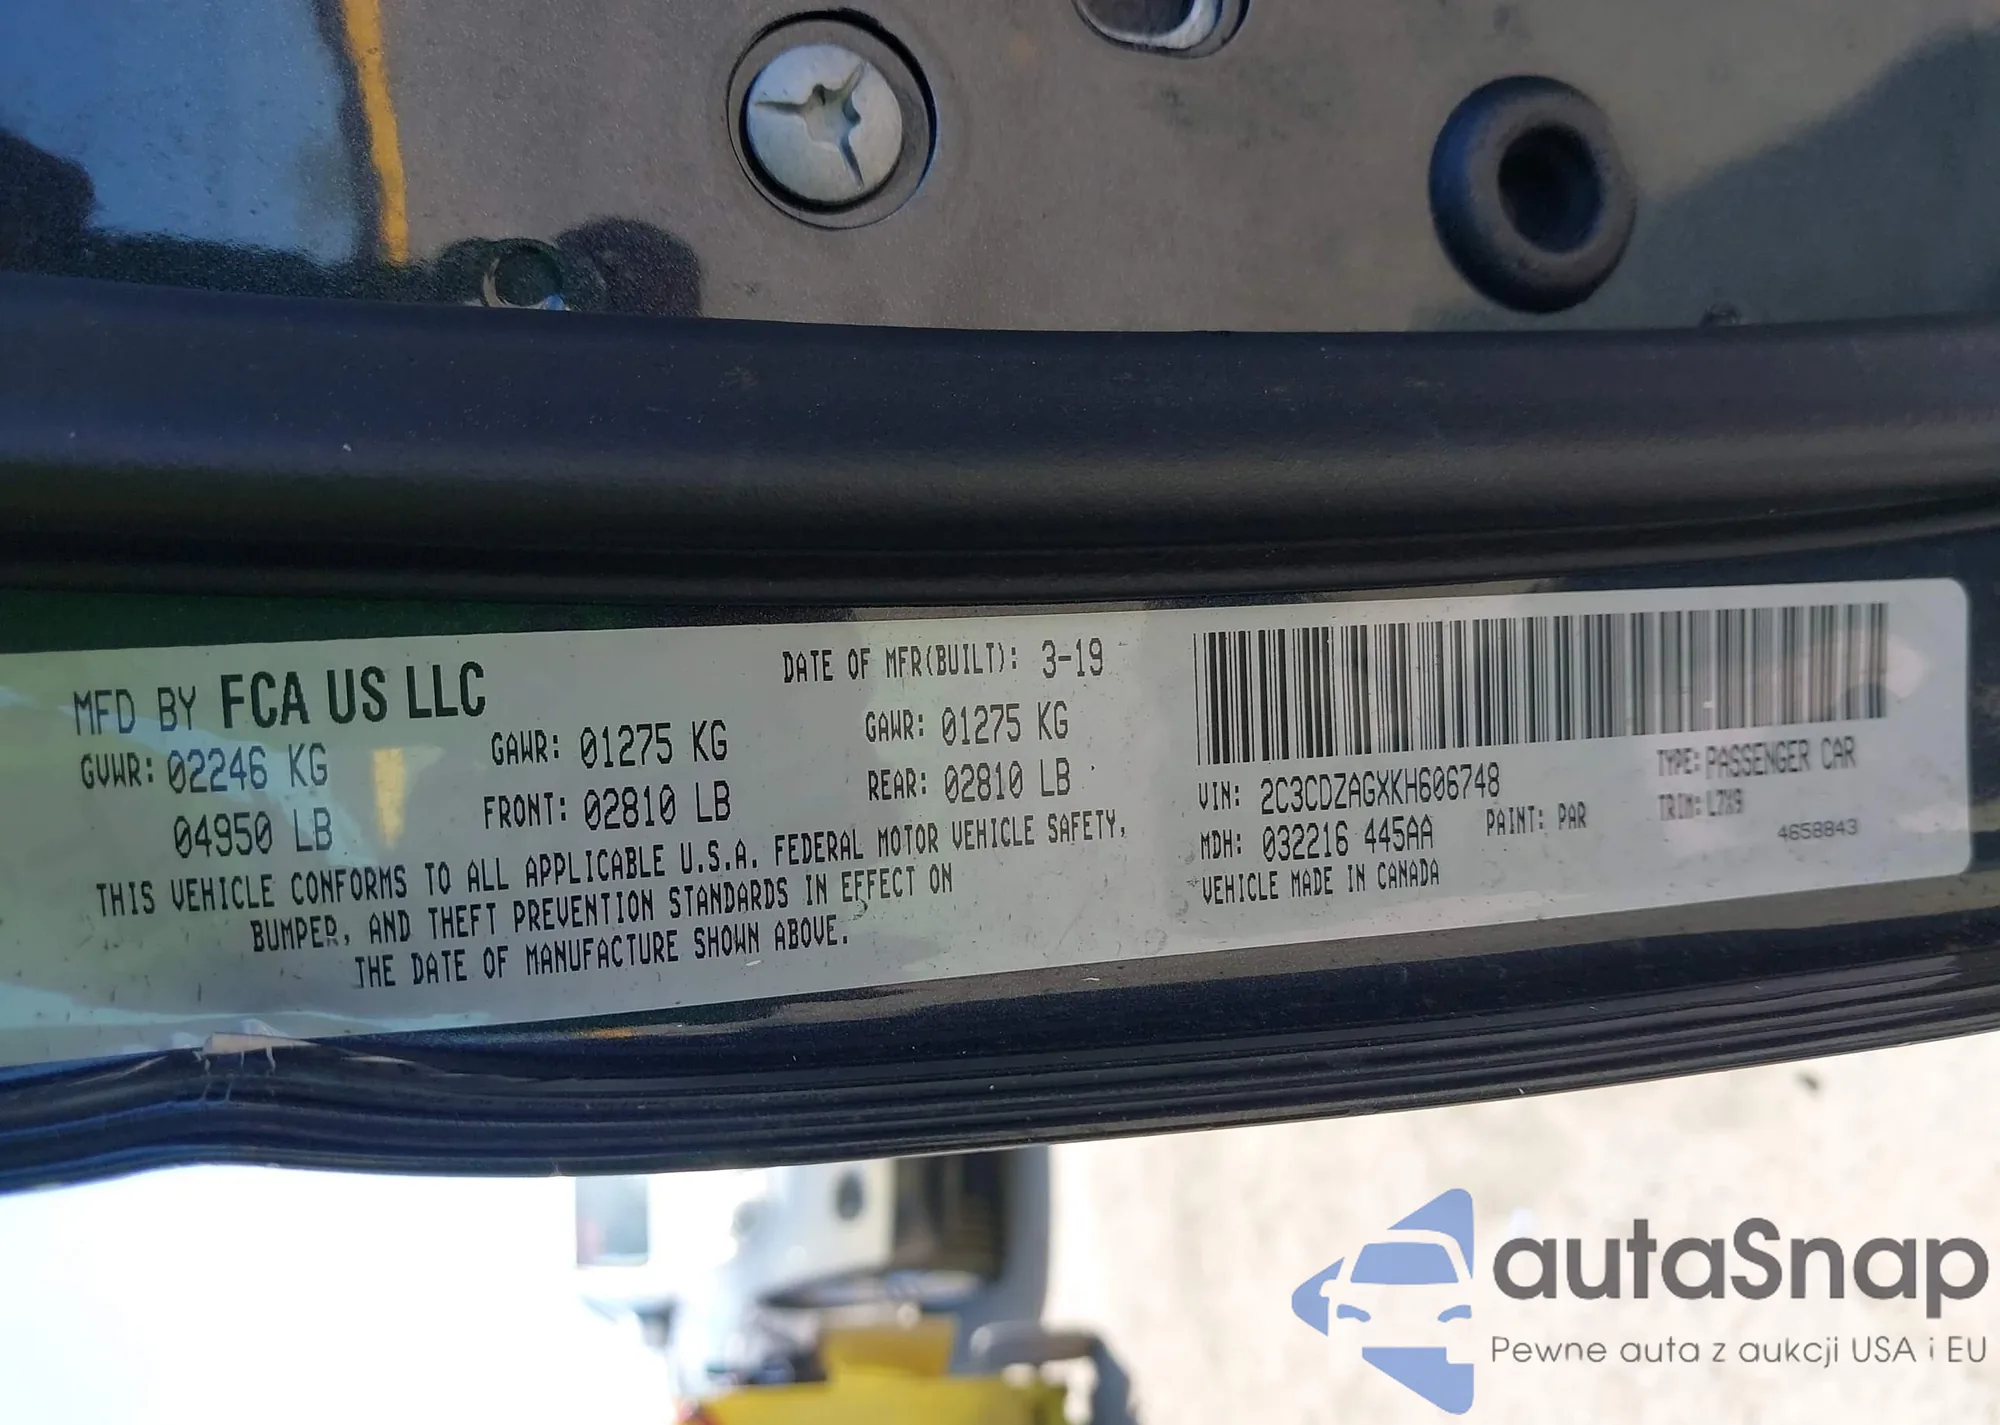 MFD BY FCA US LLC
DATE OF MFR(BUILT): 3-19
GVWR: 02246 KG
04950 LB
GAWR: 01275 KG
FRONT: 02810 LB
GAWR: 01275 KG
REAR: 02810 LB
THIS VEHICLE CONFORMS TO ALL APPLICABLE U.S.A. FEDERAL MOTOR VEHICLE SAFETY,
BUMPER, AND THEFT PREVENTION STANDARDS IN EFFECT ON
THE DATE OF MANUFACTURE SHOWN ABOVE.
VIN: 2C3CDZAGXKH606748
TYPE: PASSENGER CAR
MDH: 032216 445AA
PAINT: PAR
TRIM: L7X9
VEHICLE MADE IN CANADA
4658843
autaSnap
Pewne auta z aukcji USA i EU